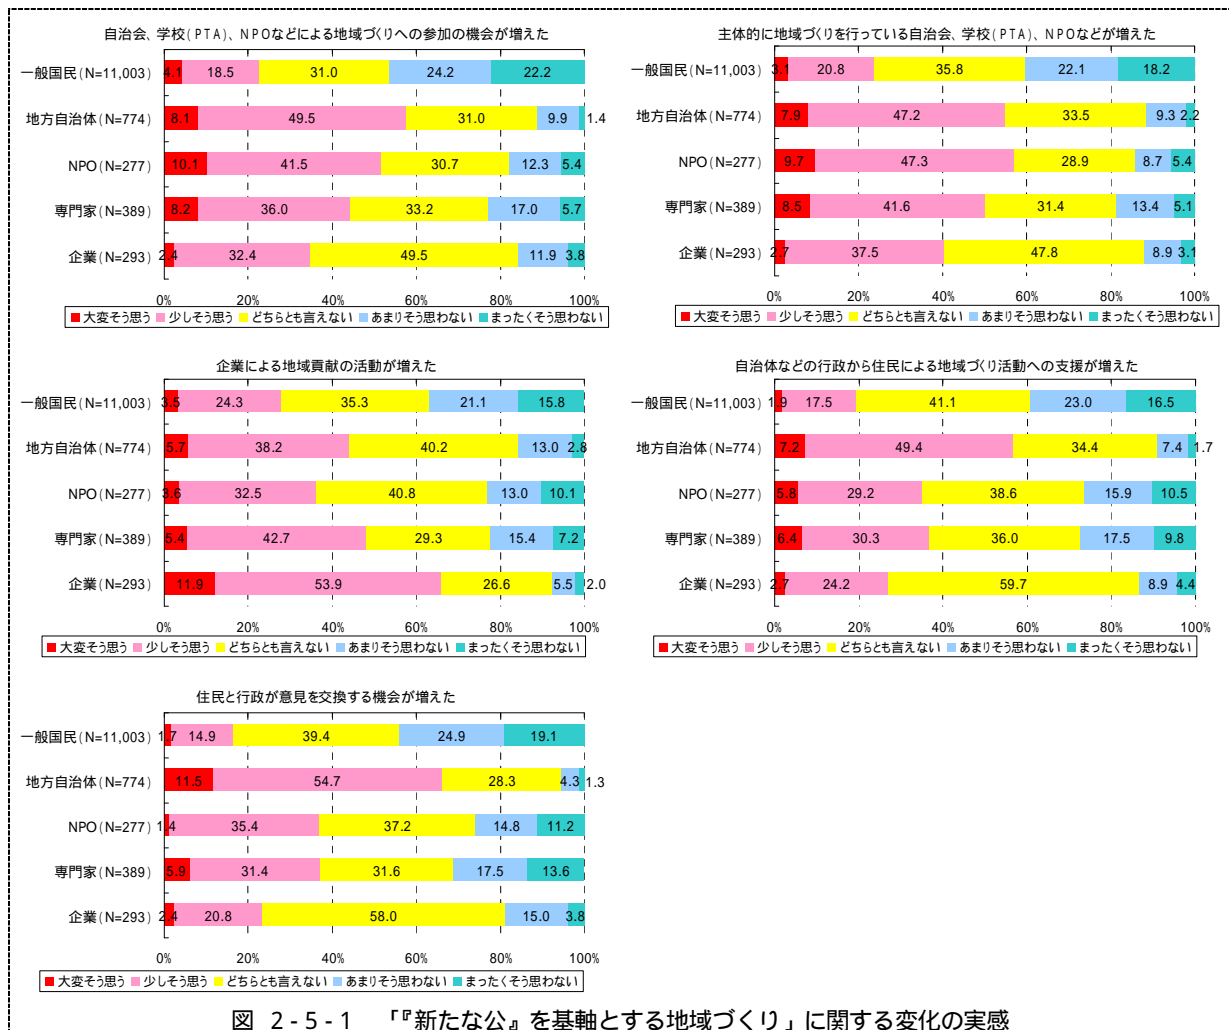 自治会、学校(PTA)、NPOなどによる地域づくりへの参加の機会が増えた
一般国民(N=11,003) 4.1 18.5 31.0 24.2 22.2
地方自治体(N=774) 8.1 49.5 31.0 9.9 1.4
NPO(N=277) 10.1 41.5 30.7 12.3 5.4
専門家(N=389) 8.2 36.0 33.2 17.0 5.7
企業(N=293) 2.4 32.4 49.5 11.9 3.8
0% 20% 40% 60% 80% 100%
大変そう思う 少しそう思う どちらとも言えない あまりそう思わない まったくそう思わない
主体的に地域づくりを行っている自治会、学校(PTA)、NPOなどが増えた
一般国民(N=11,003) 3.1 20.8 35.8 22.1 18.2
地方自治体(N=774) 7.9 47.2 33.5 9.3 2.2
NPO(N=277) 9.7 47.3 28.9 8.7 5.4
専門家(N=389) 8.5 41.6 31.4 13.4 5.1
企業(N=293) 2.7 37.5 47.8 8.9 3.1
0% 20% 40% 60% 80% 100%
大変そう思う 少しそう思う どちらとも言えない あまりそう思わない まったくそう思わない
企業による地域貢献の活動が増えた
一般国民(N=11,003) 3.5 24.3 35.3 21.1 15.8
地方自治体(N=774) 5.7 38.2 40.2 13.0 2.8
NPO(N=277) 3.6 32.5 40.8 13.0 10.1
専門家(N=389) 5.4 42.7 29.3 15.4 7.2
企業(N=293) 11.9 53.9 26.6 5.5 2.0
0% 20% 40% 60% 80% 100%
大変そう思う 少しそう思う どちらとも言えない あまりそう思わない まったくそう思わない
自治体などの行政から住民による地域づくり活動への支援が増えた
一般国民(N=11,003) 1.9 17.5 41.1 23.0 16.5
地方自治体(N=774) 7.2 49.4 34.4 7.4 1.7
NPO(N=277) 5.8 29.2 38.6 15.9 10.5
専門家(N=389) 6.4 30.3 36.0 17.5 9.8
企業(N=293) 2.7 24.2 59.7 8.9 4.4
0% 20% 40% 60% 80% 100%
大変そう思う 少しそう思う どちらとも言えない あまりそう思わない まったくそう思わない
住民と行政が意見を交換する機会が増えた
一般国民(N=11,003) 1.7 14.9 39.4 24.9 19.1
地方自治体(N=774) 11.5 54.7 28.3 4.3 1.3
NPO(N=277) 1.4 35.4 37.2 14.8 11.2
専門家(N=389) 5.9 31.4 31.6 17.5 13.6
企業(N=293) 2.4 20.8 58.0 15.0 3.8
0% 20% 40% 60% 80% 100%
大変そう思う 少しそう思う どちらとも言えない あまりそう思わない まったくそう思わない
図 2-5-1 「『新たな公』を基軸とする地域づくり」に関する変化の実感